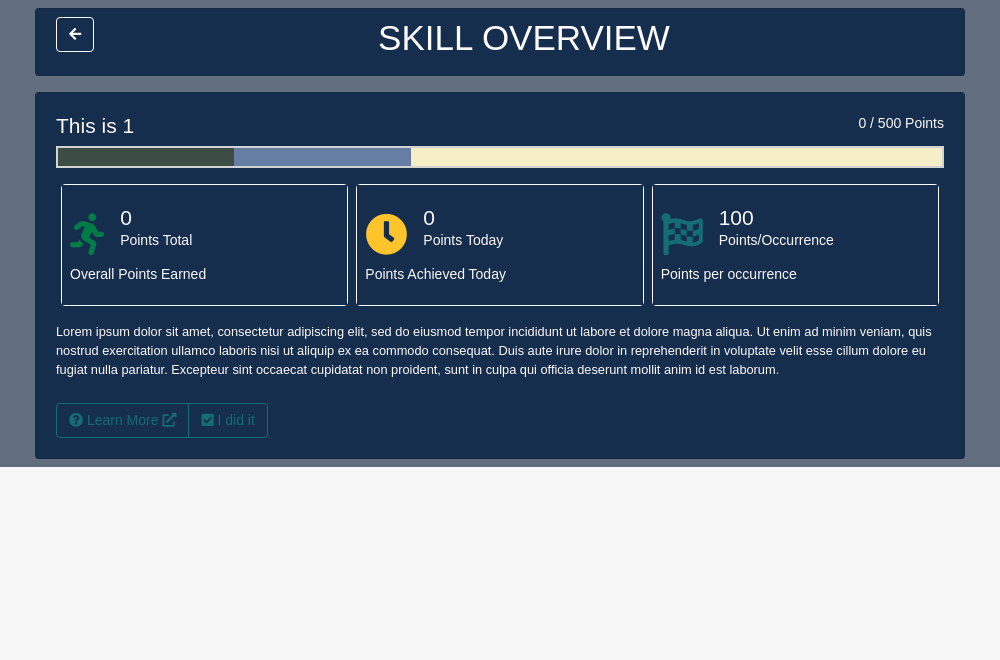 SKILL OVERVIEW
This is 1
0 / 500 Points
0
Points Total
Overall Points Earned
0
Points Today
Points Achieved Today
100
Points/Occurrence
Points per occurrence
Lorem ipsum dolor sit amet, consectetur adipiscing elit, sed do eiusmod tempor incididunt ut labore et dolore magna aliqua. Ut enim ad minim veniam, quis
nostrud exercitation ullamco laboris nisi ut aliquip ex ea commodo consequat. Duis aute irure dolor in reprehenderit in voluptate velit esse cillum dolore eu
fugiat nulla pariatur. Excepteur sint occaecat cupidatat non proident, sunt in culpa qui officia deserunt mollit anim id est laborum.
Learn More
I did it